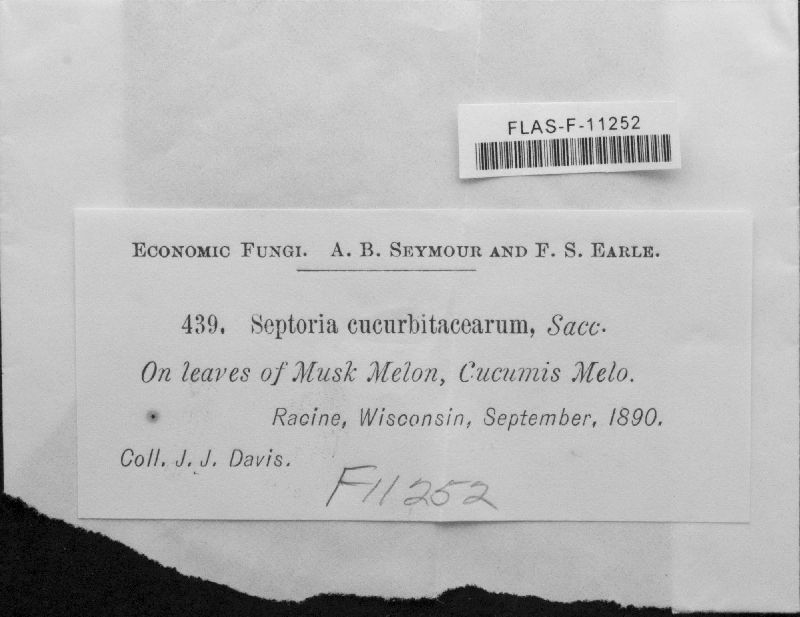 FLAS-F-11252
ECONOMIC FUNGI. A. B. SEYMOUR AND F. S. EARLE.
439. Septoria cucurbitacearum, Sacc.
On leaves of Musk Melon, Cucumis Melo.
Racine, Wisconsin, September, 1890.
Coll. J. J. Davis.
F11252